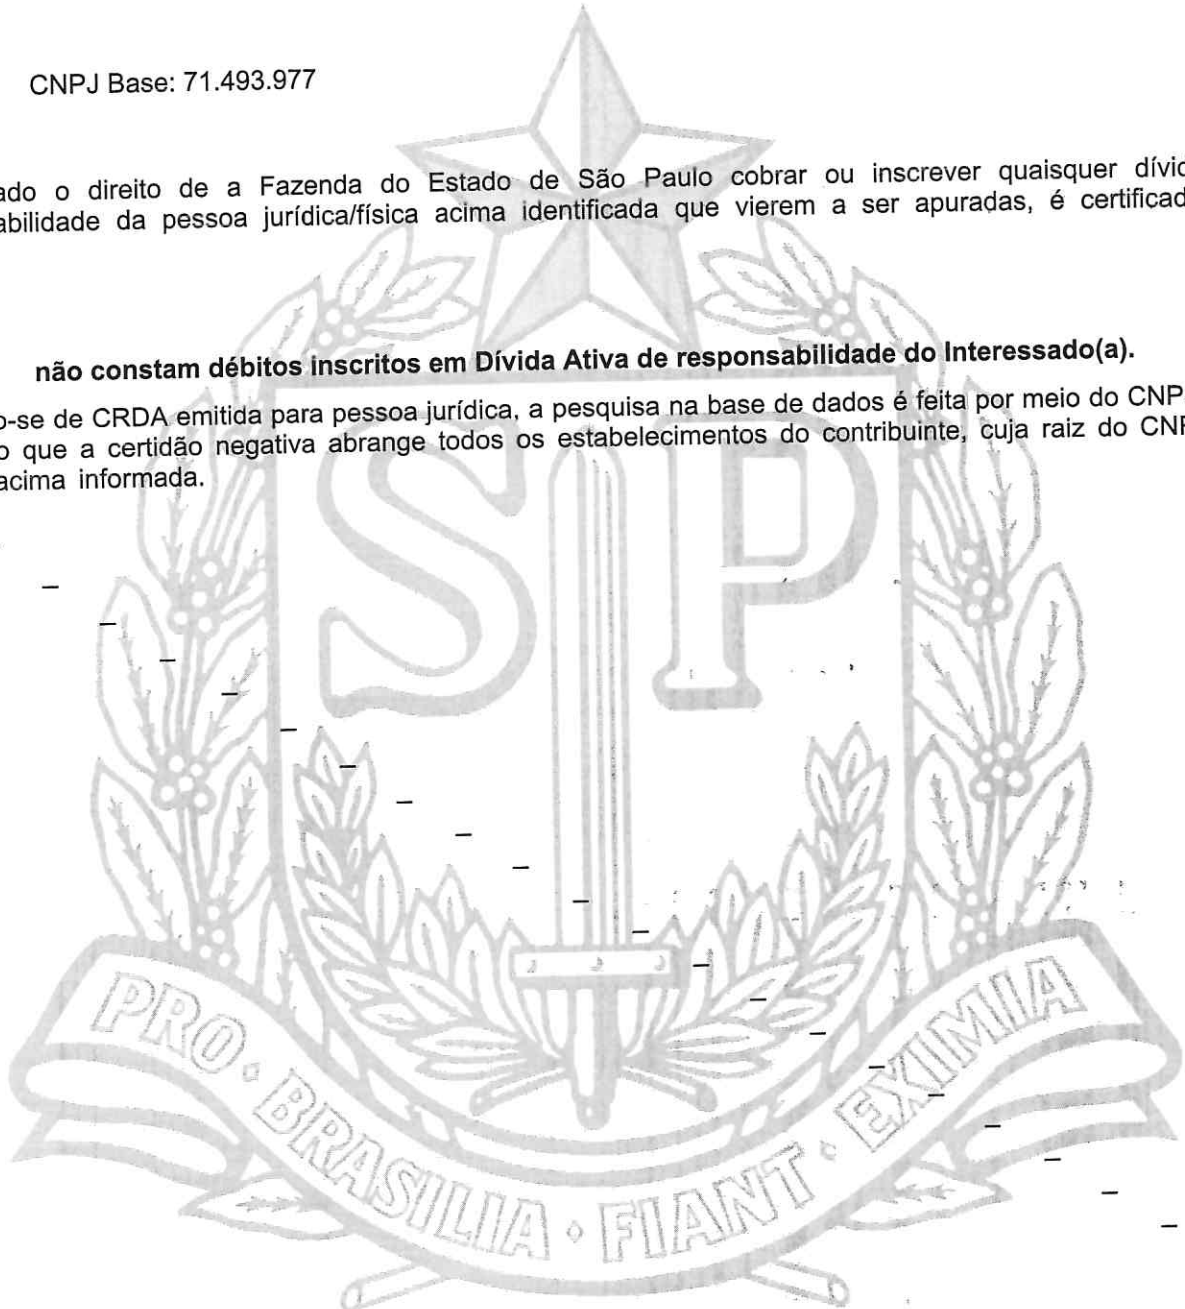 CNPJ Base: 71.493.977
ado o direito de a Fazenda do Estado de São Paulo cobrar ou inscrever quaisquer dívid
abilidade da pessoa jurídica/física acima identificada que vierem a ser apuradas, é certificad
não constam débitos inscritos em Dívida Ativa de responsabilidade do Interessado(a).
o-se de CRDA emitida para pessoa jurídica, a pesquisa na base de dados é feita por meio do CNP
o que a certidão negativa abrange todos os estabelecimentos do contribuinte, cuja raiz do CNP
acima informada.
SP
PRO · BRASILIA · FIANT · EXIMIA